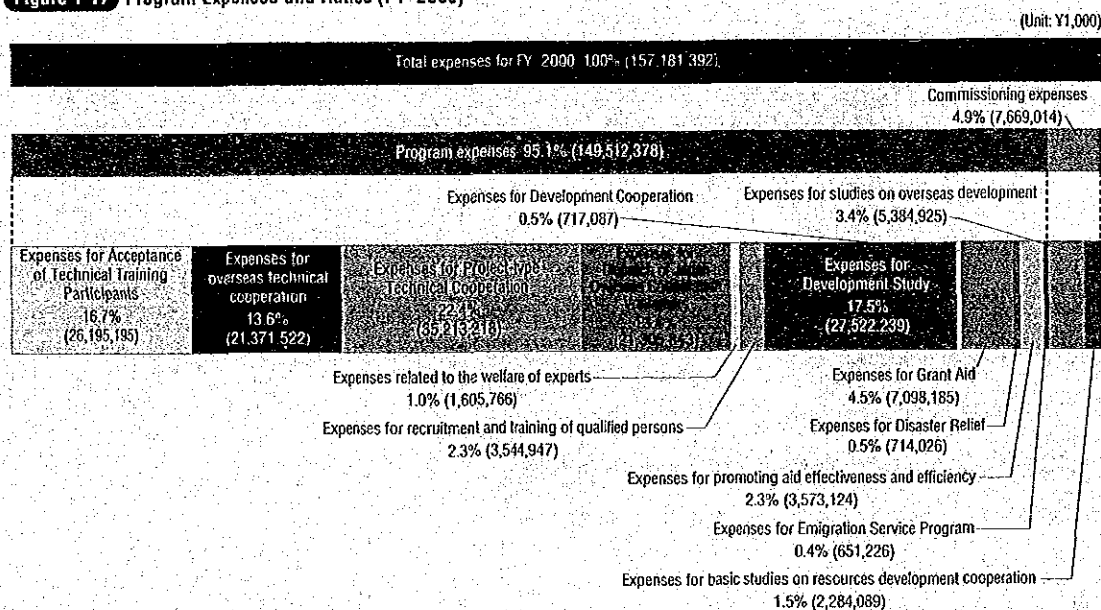 Figure 1-17 Program Expenses and Ratios (FY 2000)
(Unit: ¥1,000)
Total expenses for FY 2000 100% (157,181,392)
Commissioning expenses
4.9% (7,669,014)
Program expenses 95.1% (149,512,378)
Expenses for Development Cooperation
0.5% (717,087)
Expenses for studies on overseas development
3.4% (5,384,925)
Expenses for Acceptance
of Technical Training
Participants
16.7%
(26,195,195)
Expenses for
overseas technical
cooperation
13.6%
(21,371,522)
Expenses for Project-type
Technical Cooperation
22.4%
(35,213,218)
Expenses for
Expenses for
Development Study
17.5%
(27,522,239)
Expenses related to the welfare of experts
1.0% (1,605,766)
Expenses for recruitment and training of qualified persons
2.3% (3,544,947)
Expenses for Grant Aid
4.5% (7,098,185)
Expenses for Disaster Relief
0.5% (714,026)
Expenses for promoting aid effectiveness and efficiency
2.3% (3,573,124)
Expenses for Emigration Service Program
0.4% (651,226)
Expenses for basic studies on resources development cooperation
1.5% (2,284,089)